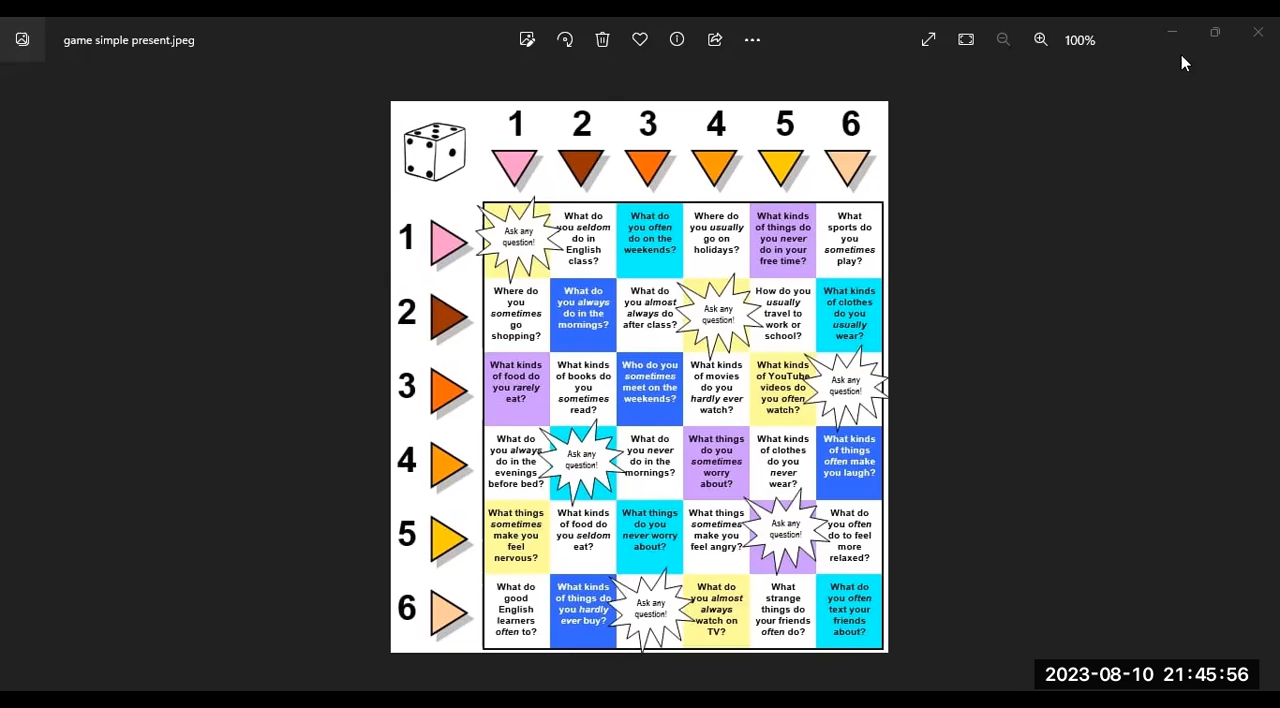 game simple present.jpeg
100%
1 2 3 4 5 6
1
Ask any
question!
What do
you seldom
do in
English
class?
What do
you often
do on the
weekends?
Where do
you usually
go on
holidays?
What kinds
of things do
you never
do in your
free time?
What
sports do
you
sometimes
play?
2
Where do
you
sometimes
go
shopping?
What do
you always
do in the
mornings?
What do
you almost
always do
after class?
Ask any
question!
How do you
usually
travel to
work or
school?
What kinds
of clothes
do you
usually
wear?
3
What kinds
of food do
you rarely
eat?
What kinds
of books do
you
sometimes
read?
Who do you
sometimes
meet on the
weekends?
What kinds
of movies
do you
hardly ever
watch?
What kinds
of YouTube
videos do
you often
watch?
Ask any
question!
4
What do
you always
do in the
evenings
before bed?
Ask any
question!
What do
you never
do in the
mornings?
What things
do you
sometimes
worry
about?
What kinds
of clothes
do you
never
wear?
What kinds
of things
often make
you laugh?
5
What things
sometimes
make you
feel
nervous?
What kinds
of food do
you seldom
eat?
What things
do you
never worry
about?
What things
sometimes
make you
feel angry?
Ask any
question!
What do
you often
do to feel
more
relaxed?
6
What do
good
English
learners
often to?
What kinds
of things do
you hardly
ever buy?
Ask any
question!
What do
you almost
always
watch on
TV?
What
strange
things do
your friends
often do?
What do
you often
text your
friends
about?
2023-08-10 21:45:56